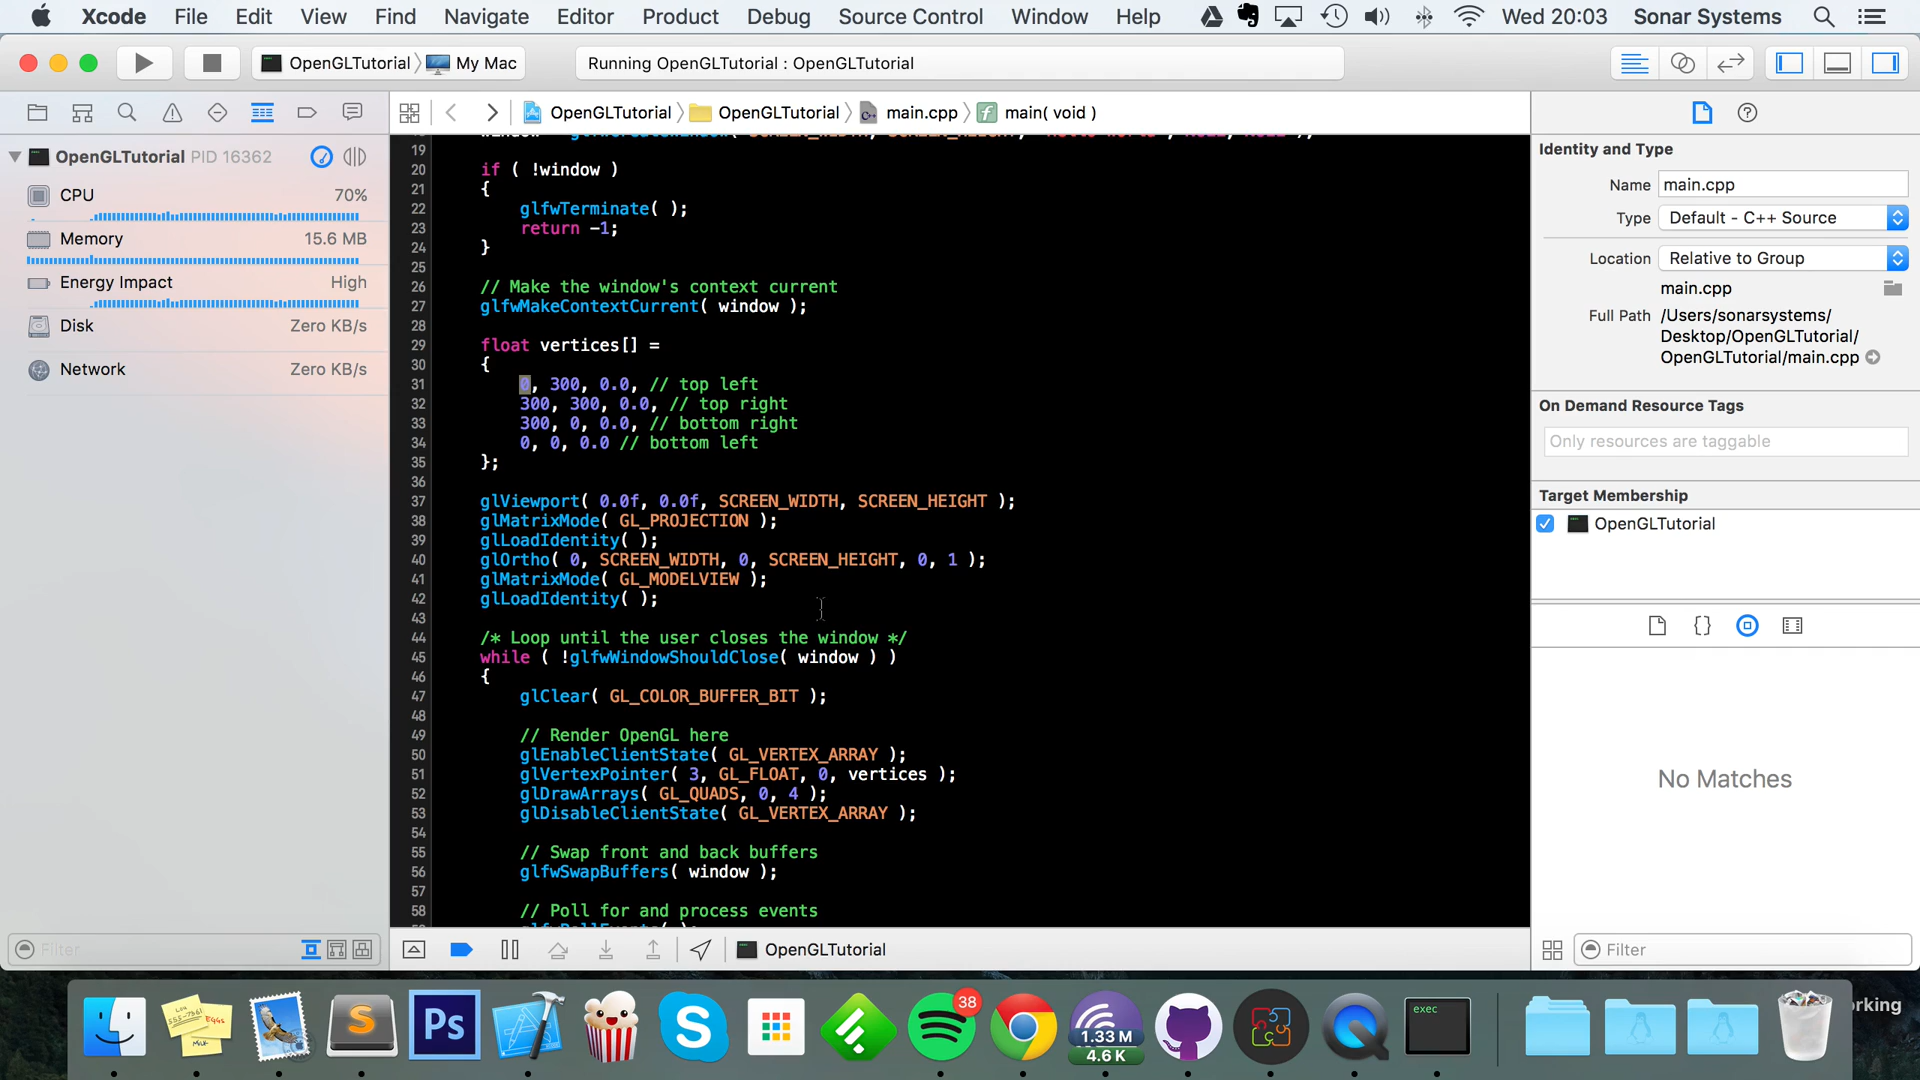 Xcode File Edit View Find Navigate Editor Product Debug Source Control Window Help Wed 20:03 Sonar Systems
OpenGLTutorial My Mac Running OpenGLTutorial : OpenGLTutorial
OpenGLTutorial OpenGLTutorial main.cpp main( void )
OpenGLTutorial PID 16362
CPU 70%
Memory 15.6 MB
Energy Impact High
Disk Zero KB/s
Network Zero KB/s
Filter
19
20 if ( !window )
21 {
22 glfwTerminate( );
23 return -1;
24 }
25
26 // Make the window's context current
27 glfwMakeContextCurrent( window );
28
29 float vertices[] =
30 {
31 0, 300, 0.0, // top left
32 300, 300, 0.0, // top right
33 300, 0, 0.0, // bottom right
34 0, 0, 0.0 // bottom left
35 };
36
37 glViewport( 0.0f, 0.0f, SCREEN_WIDTH, SCREEN_HEIGHT );
38 glMatrixMode( GL_PROJECTION );
39 glLoadIdentity( );
40 glOrtho( 0, SCREEN_WIDTH, 0, SCREEN_HEIGHT, 0, 1 );
41 glMatrixMode( GL_MODELVIEW );
42 glLoadIdentity( );
43
44 /* Loop until the user closes the window */
45 while ( !glfwWindowShouldClose( window ) )
46 {
47 glClear( GL_COLOR_BUFFER_BIT );
48
49 // Render OpenGL here
50 glEnableClientState( GL_VERTEX_ARRAY );
51 glVertexPointer( 3, GL_FLOAT, 0, vertices );
52 glDrawArrays( GL_QUADS, 0, 4 );
53 glDisableClientState( GL_VERTEX_ARRAY );
54
55 // Swap front and back buffers
56 glfwSwapBuffers( window );
57
58 // Poll for and process events
OpenGLTutorial
Identity and Type
Name main.cpp
Type Default - C++ Source
Location Relative to Group
main.cpp
Full Path /Users/sonarsystems/
Desktop/OpenGLTutorial/
OpenGLTutorial/main.cpp
On Demand Resource Tags
Only resources are taggable
Target Membership
OpenGLTutorial
{}
No Matches
Filter
38
Ps
exec
1.33 M
4.6 K
orking